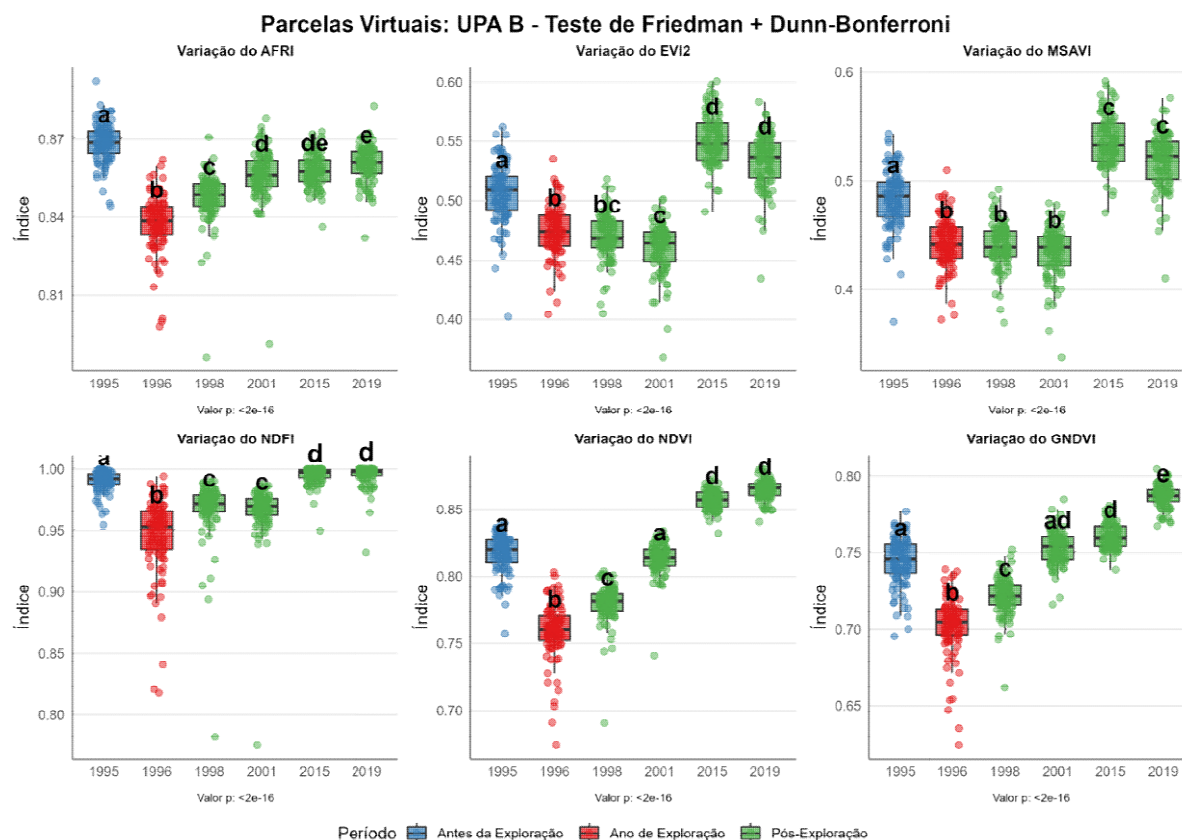 Parcelas Virtuais: UPA B - Teste de Friedman + Dunn-Bonferroni
Variação do AFRI
Índice
0.87
0.84
0.81
a
b
c
d
de
e
1995 1996 1998 2001 2015 2019
Valor p: <2e-16
Variação do EVI2
Índice
0.60
0.55
0.50
0.45
0.40
a
b
bc
c
d
d
1995 1996 1998 2001 2015 2019
Valor p: <2e-16
Variação do MSAVI
Índice
0.6
0.5
0.4
a
b
b
b
c
c
1995 1996 1998 2001 2015 2019
Valor p: <2e-16
Variação do NDFI
Índice
1.00
0.95
0.90
0.85
0.80
a
b
c
c
d
d
1995 1996 1998 2001 2015 2019
Valor p: <2e-16
Variação do NDVI
Índice
0.85
0.80
0.75
0.70
a
b
c
a
d
d
1995 1996 1998 2001 2015 2019
Valor p: <2e-16
Variação do GNDVI
Índice
0.80
0.75
0.70
0.65
a
b
c
ad
d
e
1995 1996 1998 2001 2015 2019
Valor p: <2e-16
Período Antes da Exploração Ano de Exploração Pós-Exploração